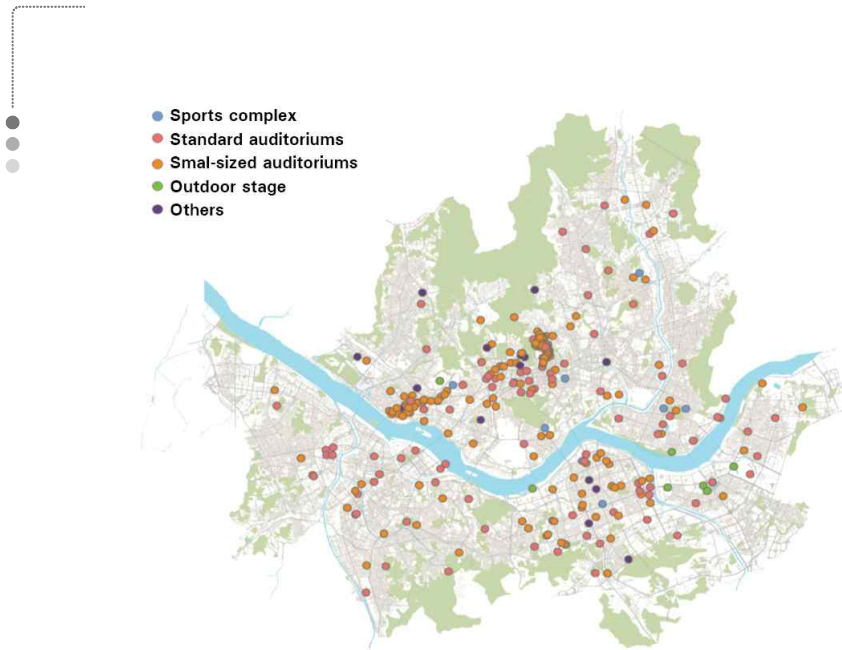 Sports complex
Standard auditoriums
Smal-sized auditoriums
Outdoor stage
Others